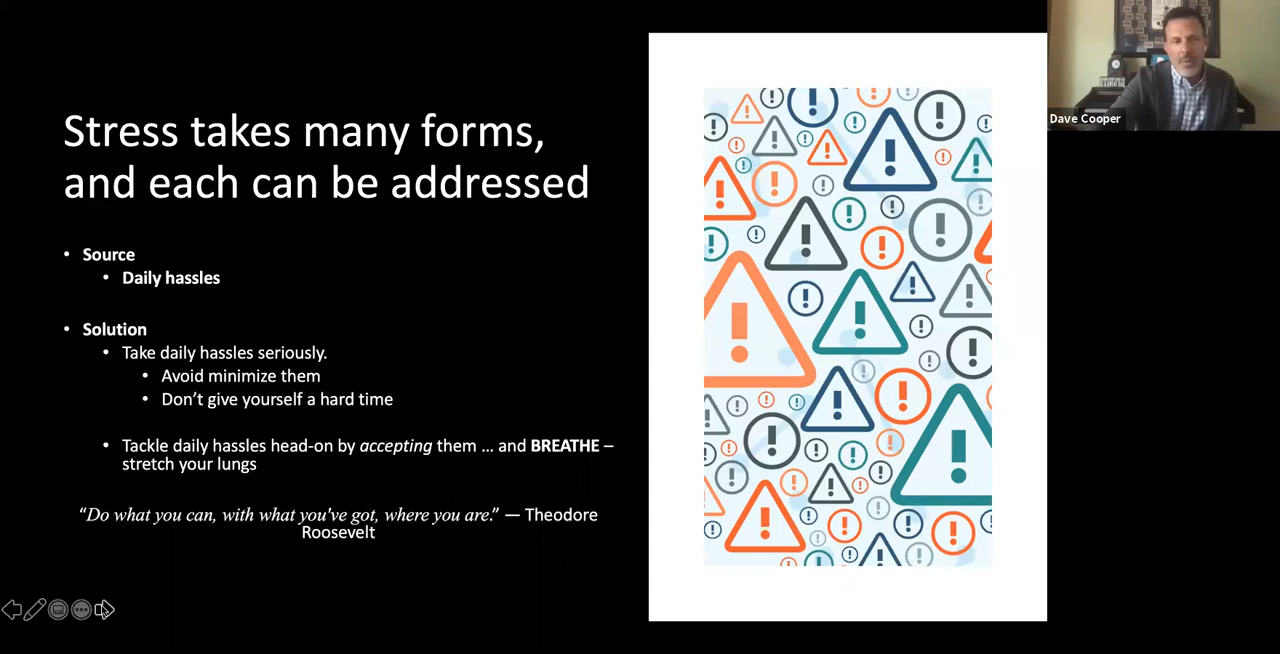 Stress takes many forms,
and each can be addressed
• Source
• Daily hassles
• Solution
• Take daily hassles seriously.
• Avoid minimize them
• Don’t give yourself a hard time
• Tackle daily hassles head-on by accepting them ... and BREATHE –
stretch your lungs
“Do what you can, with what you've got, where you are.” — Theodore
Roosevelt
Dave Cooper